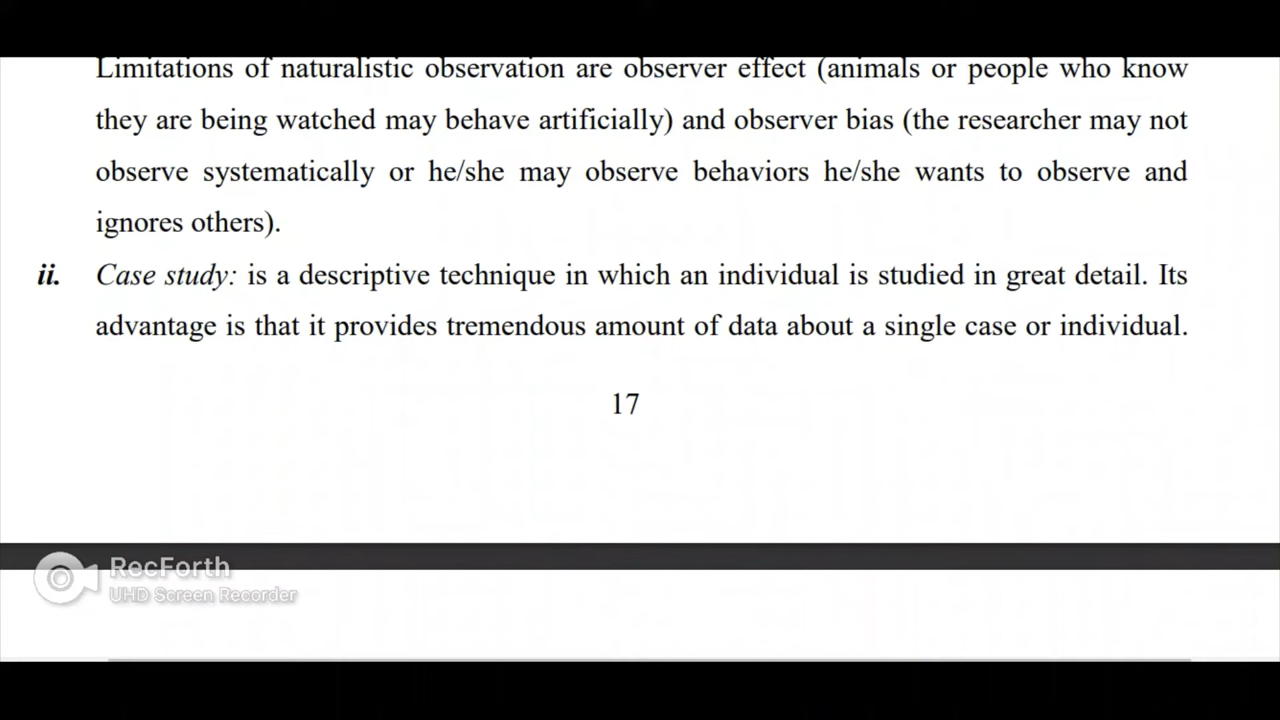 Limitations of naturalistic observation are observer effect (animals or people who know
they are being watched may behave artificially) and observer bias (the researcher may not
observe systematically or he/she may observe behaviors he/she wants to observe and
ignores others).
ii. Case study: is a descriptive technique in which an individual is studied in great detail. Its
advantage is that it provides tremendous amount of data about a single case or individual.
17
RecForth
UHD Screen Recorder